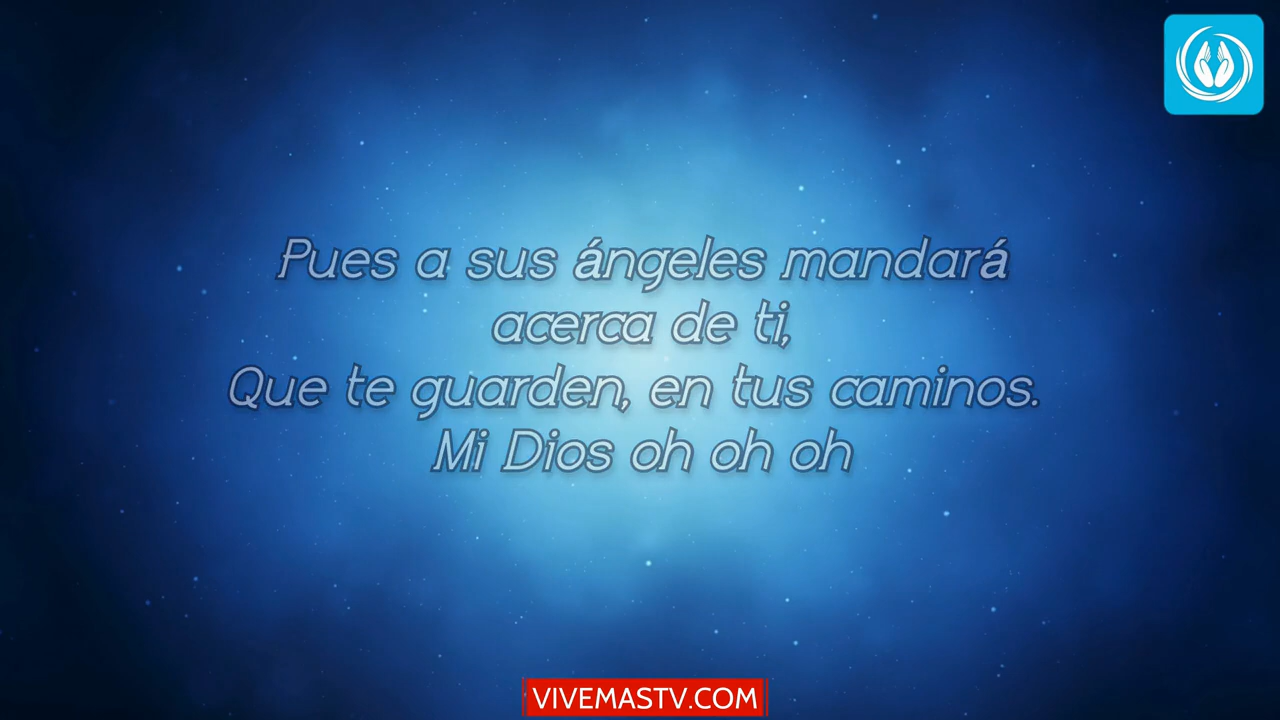 Pues a sus ángeles mandará
acerca de ti,
Que te guarden, en tus caminos.
Mi Dios oh oh oh
VIVEMASTV.COM